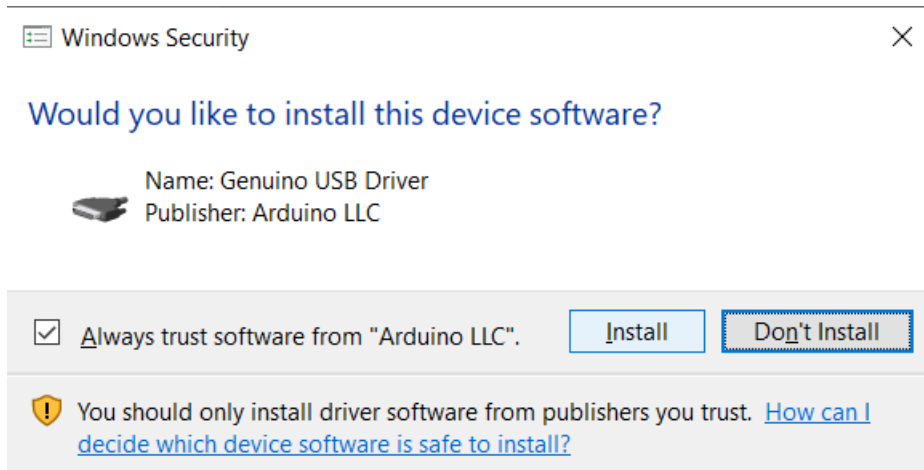 Windows Security
Would you like to install this device software?
Name: Genuino USB Driver
Publisher: Arduino LLC
Always trust software from "Arduino LLC".
Install
Don't Install
You should only install driver software from publishers you trust. How can I
decide which device software is safe to install?